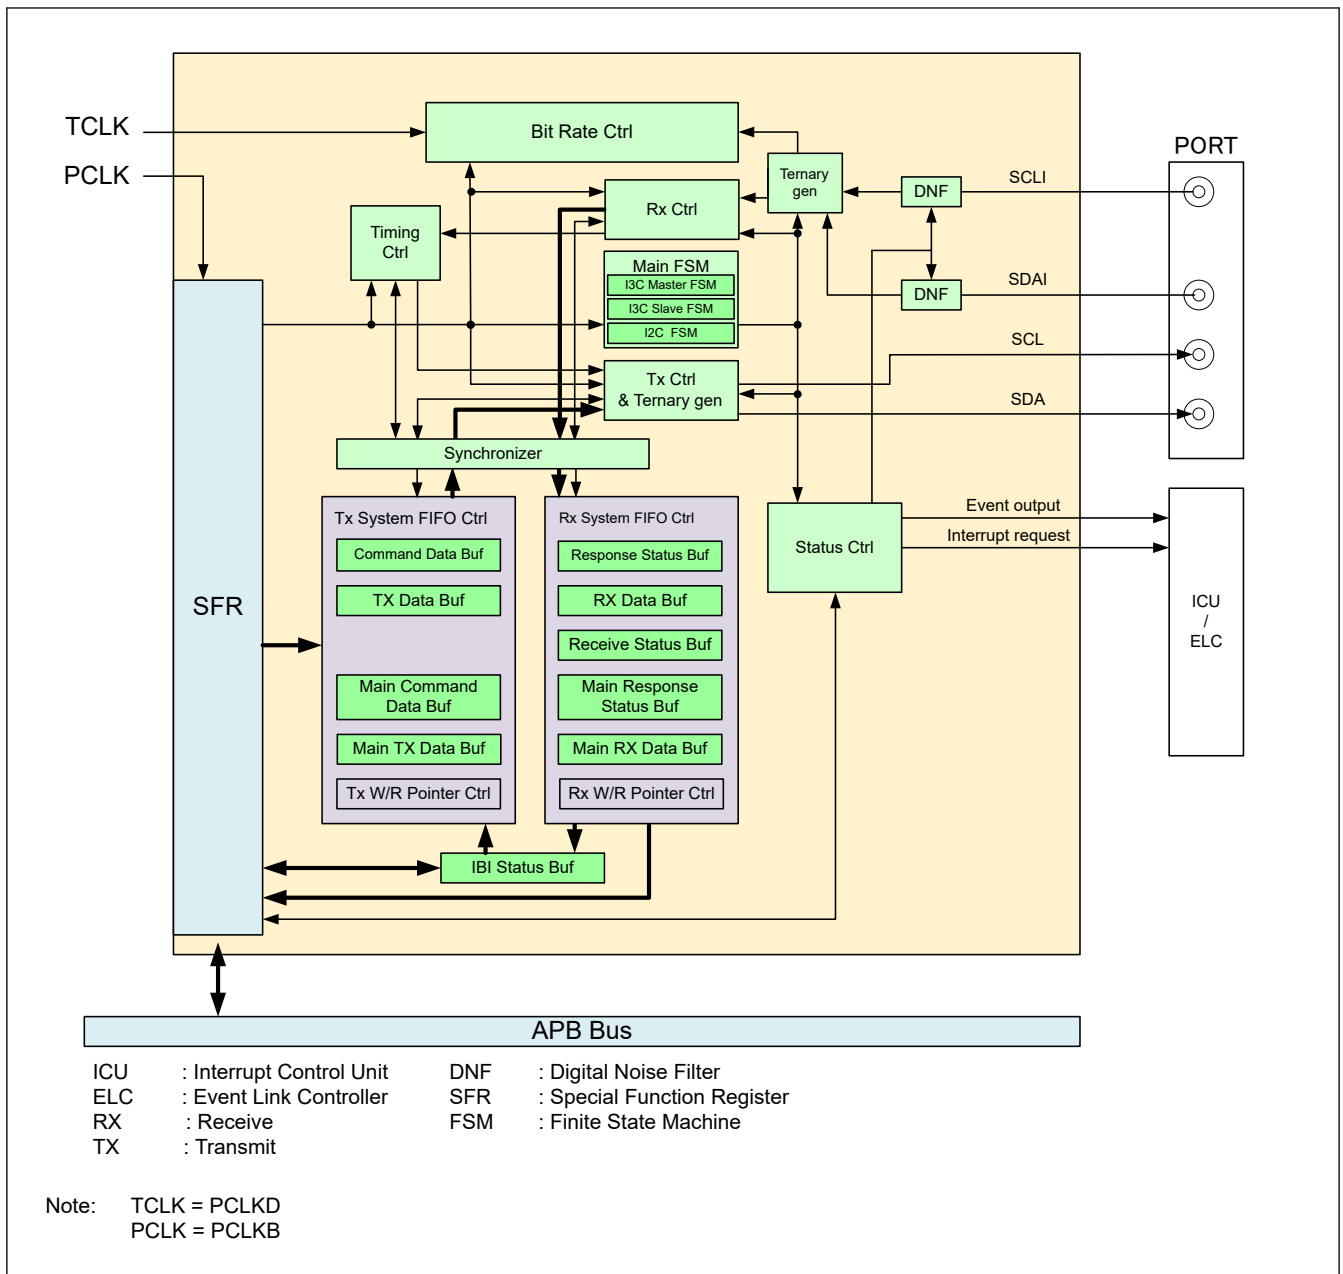 TCLK
PCLK
Bit Rate Ctrl
Ternary
gen
DNF
SCLI
PORT
Rx Ctrl
Timing
Ctrl
Main FSM
I3C Master FSM
I3C Slave FSM
I2C FSM
DNF
SDAI
SCL
Tx Ctrl
& Ternary gen
SDA
Synchronizer
Tx System FIFO Ctrl
Command Data Buf
TX Data Buf
Main Command
Data Buf
Main TX Data Buf
Tx W/R Pointer Ctrl
Rx System FIFO Ctrl
Response Status Buf
RX Data Buf
Receive Status Buf
Main Response
Status Buf
Main RX Data Buf
Rx W/R Pointer Ctrl
Status Ctrl
Event output
Interrupt request
ICU
/
ELC
SFR
IBI Status Buf
APB Bus
ICU : Interrupt Control Unit
ELC : Event Link Controller
RX : Receive
TX : Transmit
DNF : Digital Noise Filter
SFR : Special Function Register
FSM : Finite State Machine
Note: TCLK = PCLKD
PCLK = PCLKB